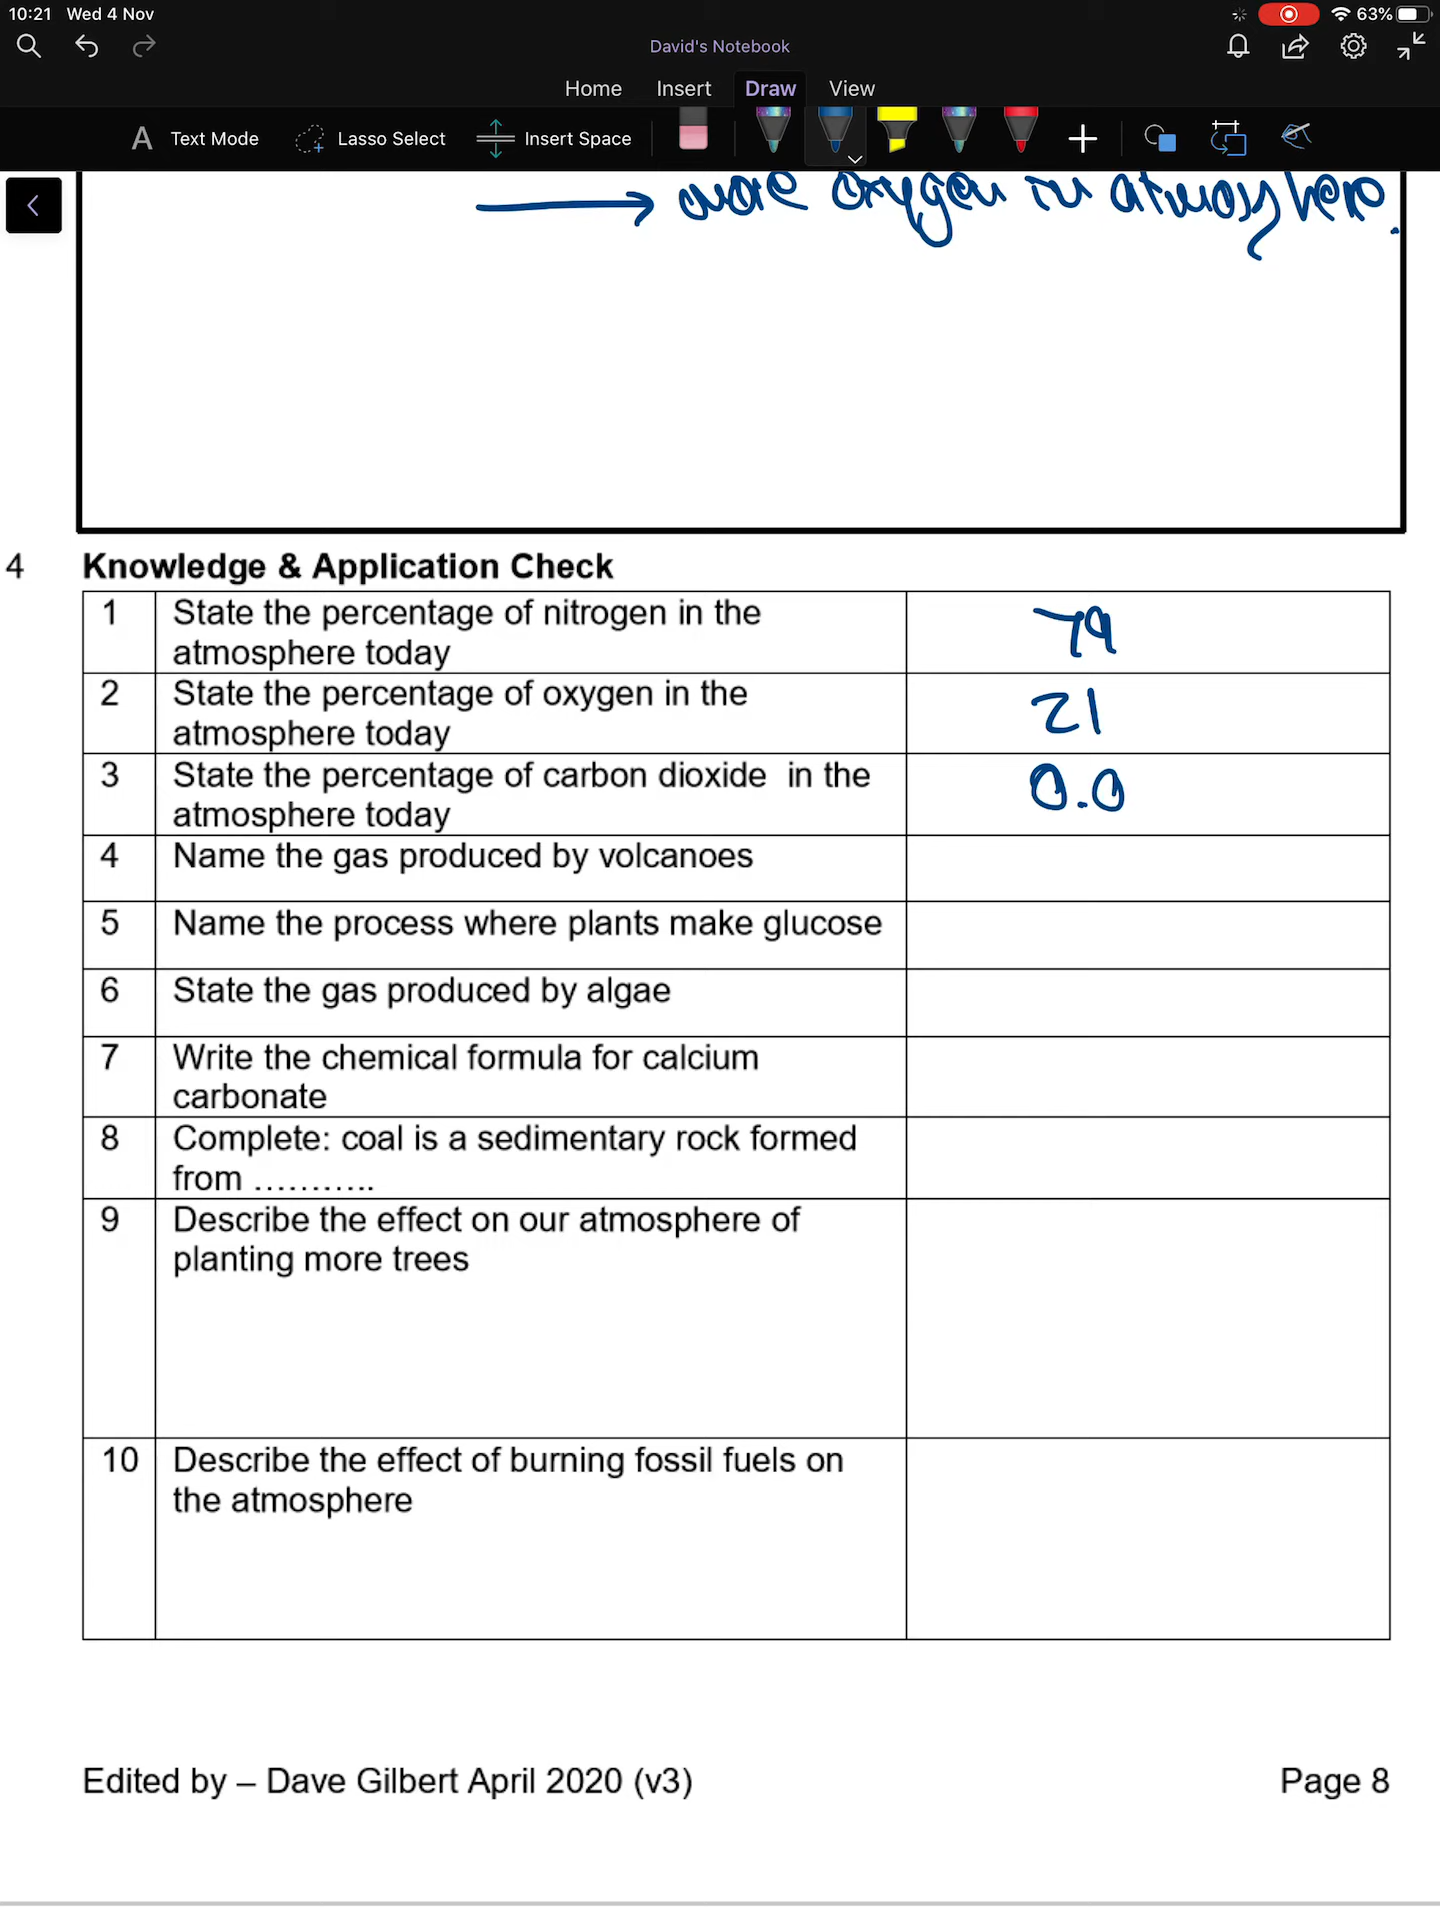 10:21 Wed 4 Nov
63%
David's Notebook
Home Insert Draw View
A Text Mode Lasso Select Insert Space
→ more oxygen in atmosphere.
4 Knowledge & Application Check
1 State the percentage of nitrogen in the
atmosphere today
79
2 State the percentage of oxygen in the
atmosphere today
21
3 State the percentage of carbon dioxide in the
atmosphere today
0.0
4 Name the gas produced by volcanoes
5 Name the process where plants make glucose
6 State the gas produced by algae
7 Write the chemical formula for calcium
carbonate
8 Complete: coal is a sedimentary rock formed
from ...........
9 Describe the effect on our atmosphere of
planting more trees
10 Describe the effect of burning fossil fuels on
the atmosphere
Edited by – Dave Gilbert April 2020 (v3)
Page 8